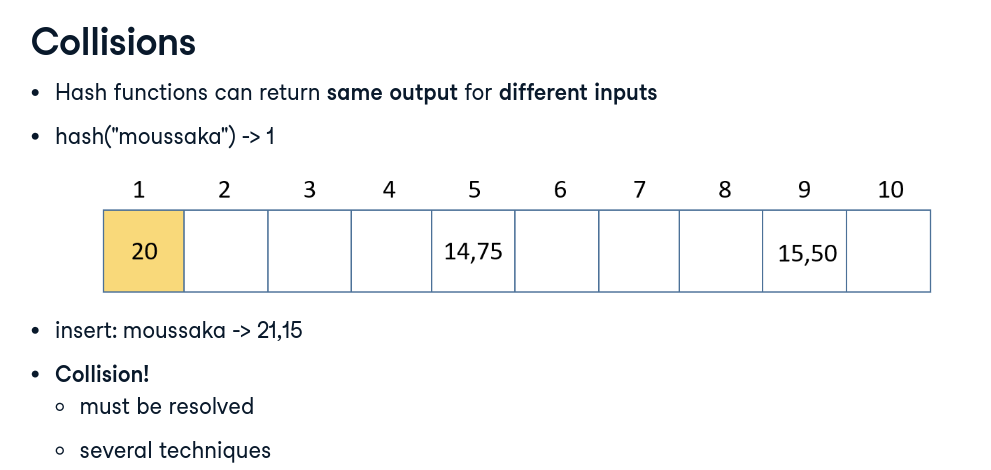 Collisions
• Hash functions can return same output for different inputs
• hash("moussaka") -> 1
1 2 3 4 5 6 7 8 9 10
20 14,75 15,50
• insert: moussaka -> 21,15
• Collision!
○ must be resolved
○ several techniques